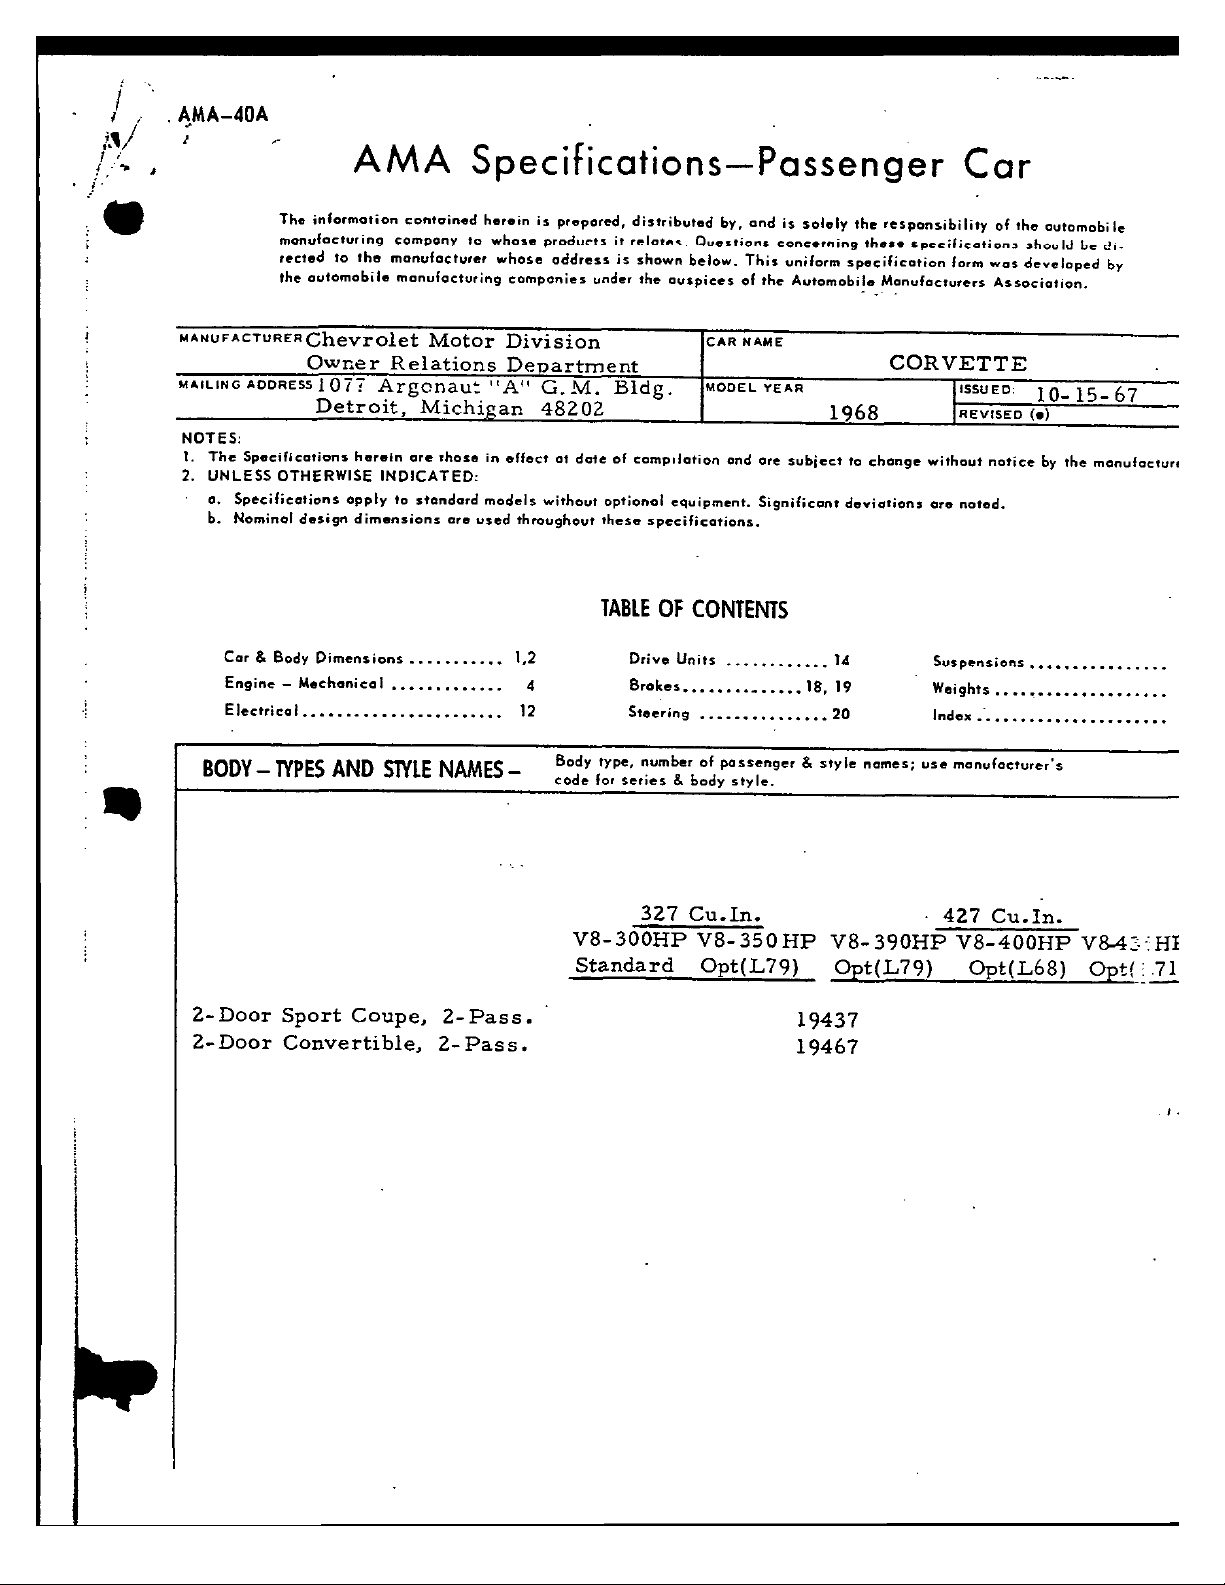 AMA-40A
AMA Specifications—Passenger Car
The information contained herein is prepared, distributed by, and is solely the responsibility of the automobile
manufacturing company to whose products it relates. Questions concerning these specifications should be di-
rected to the manufacturer whose address is shown below. This uniform specification form was developed by
the automobile manufacturing companies under the auspices of the Automobile Manufacturers Association.
MANUFACTURER Chevrolet Motor Division
Owner Relations Department
CAR NAME
CORVETTE
MAILING ADDRESS 1077 Argonaut "A" G.M. Bldg.
Detroit, Michigan 48202
MODEL YEAR
1968
ISSUED: 10-15-67
REVISED (•)
NOTES:
1. The Specifications herein are those in effect at date of compilation and are subject to change without notice by the manufacture
2. UNLESS OTHERWISE INDICATED:
a. Specifications apply to standard models without optional equipment. Significant deviations are noted.
b. Nominal design dimensions are used throughout these specifications.
TABLE OF CONTENTS
Car & Body Dimensions ........... 1,2
Engine – Mechanical ............. 4
Electrical....................... 12
Drive Units ............ 14
Brakes.............. 18, 19
Steering ............... 20
Suspensions ................
Weights ....................
Index ......................
BODY – TYPES AND STYLE NAMES –
Body type, number of passenger & style names; use manufacturer's
code for series & body style.
327 Cu.In. 427 Cu.In.
V8-300HP V8-350HP V8-390HP V8-400HP
Standard Opt(L79) Opt(L79) Opt(L68)
2-Door Sport Coupe, 2-Pass. 19437
2-Door Convertible, 2-Pass. 19467